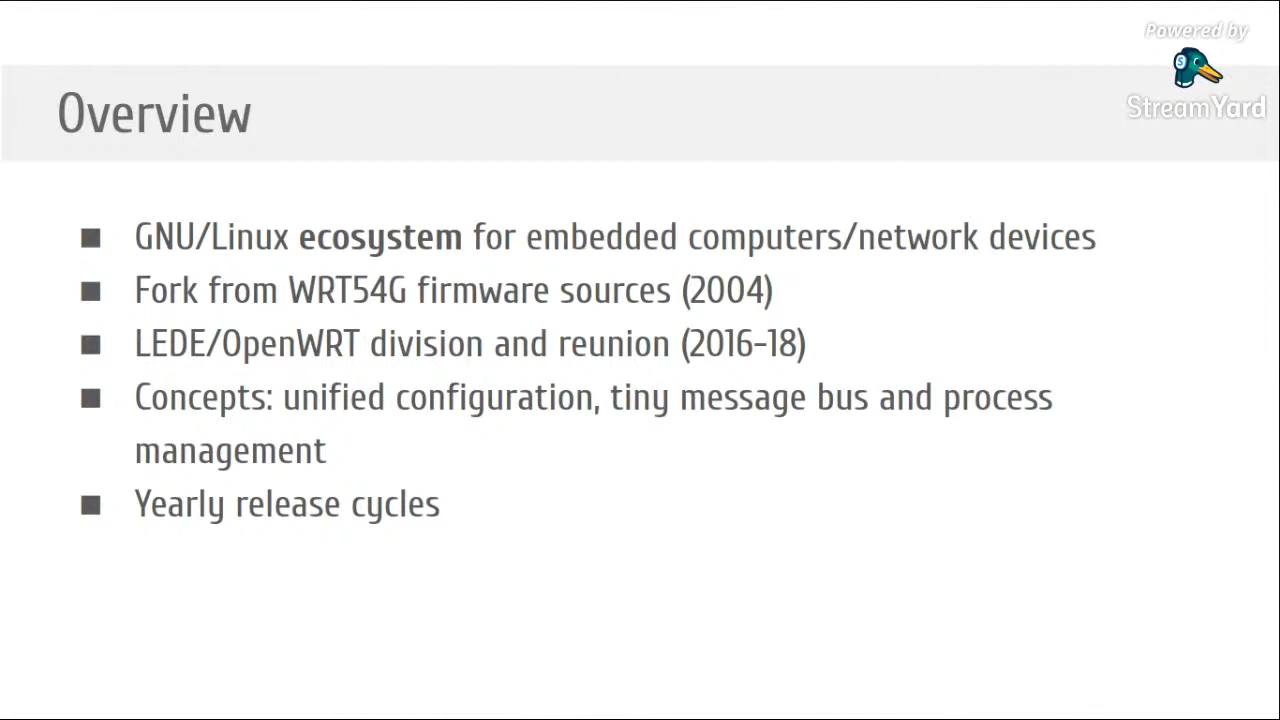 Powered by
StreamYard
Overview
GNU/Linux ecosystem for embedded computers/network devices
Fork from WRT54G firmware sources (2004)
LEDE/OpenWRT division and reunion (2016-18)
Concepts: unified configuration, tiny message bus and process
management
Yearly release cycles